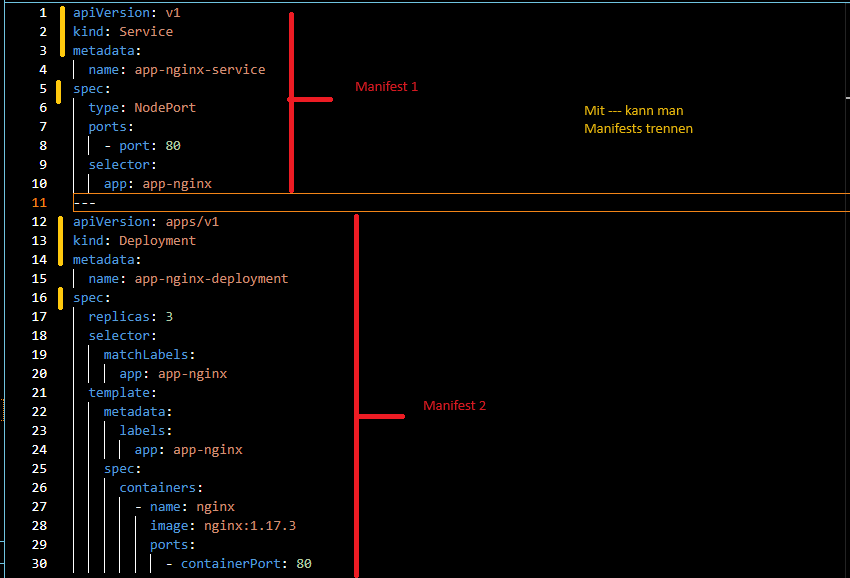 1 apiVersion: v1
2 kind: Service
3 metadata:
4 name: app-nginx-service
5 spec:
6 type: NodePort
7 ports:
8 - port: 80
9 selector:
10 app: app-nginx
11 ---
12 apiVersion: apps/v1
13 kind: Deployment
14 metadata:
15 name: app-nginx-deployment
16 spec:
17 replicas: 3
18 selector:
19 matchLabels:
20 app: app-nginx
21 template:
22 metadata:
23 labels:
24 app: app-nginx
25 spec:
26 containers:
27 - name: nginx
28 image: nginx:1.17.3
29 ports:
30 - containerPort: 80
Manifest 1
Mit --- kann man
Manifests trennen
Manifest 2